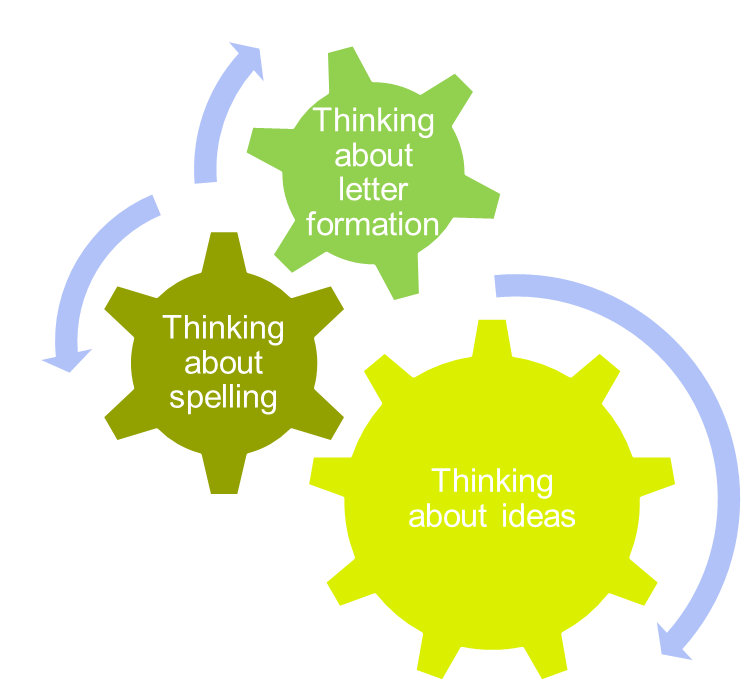 Thinking
about
letter
formation
Thinking
about
spelling
Thinking
about ideas